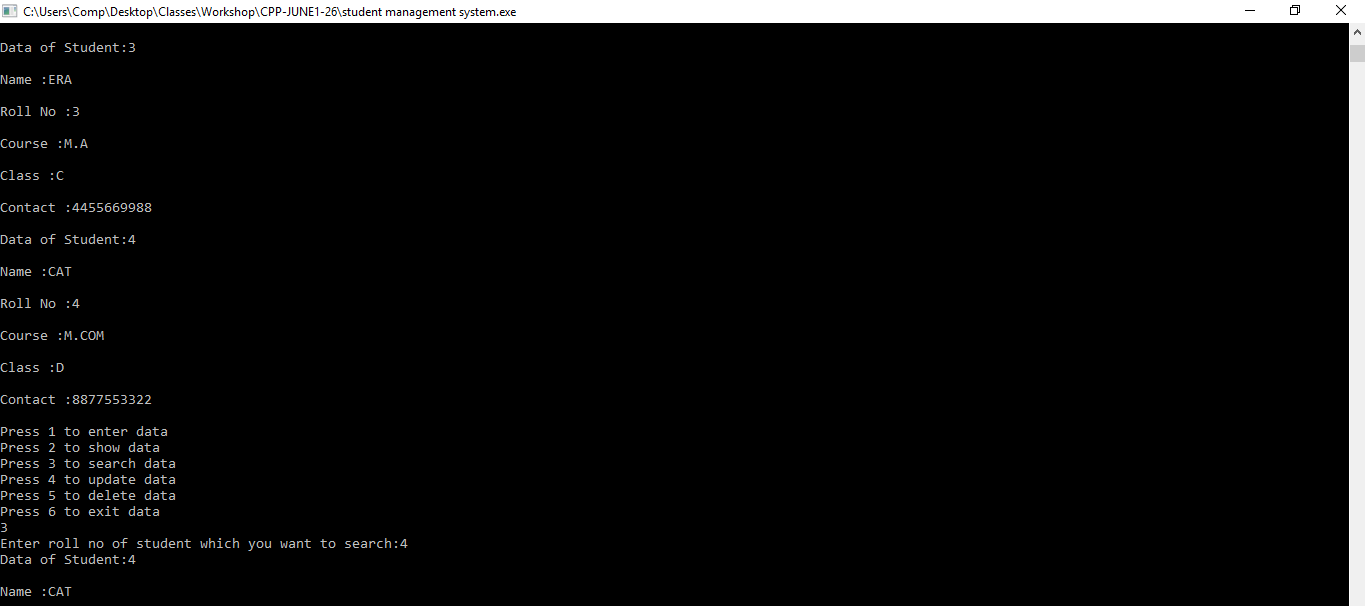 C:\Users\Comp\Desktop\Classes\Workshop\CPP-JUNE1-26\student management system.exe
Data of Student:3
Name :ERA
Roll No :3
Course :M.A
Class :C
Contact :4455669988
Data of Student:4
Name :CAT
Roll No :4
Course :M.COM
Class :D
Contact :8877553322
Press 1 to enter data
Press 2 to show data
Press 3 to search data
Press 4 to update data
Press 5 to delete data
Press 6 to exit data
3
Enter roll no of student which you want to search:4
Data of Student:4
Name :CAT